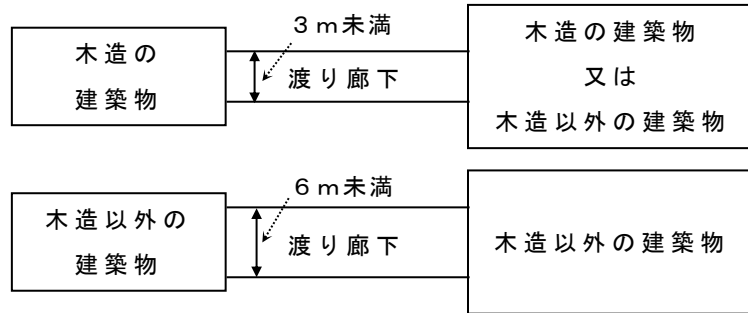 3m未満
木造の
建築物
渡り廊下
木造の建築物
又は
木造以外の建築物
6m未満
木造以外の
建築物
渡り廊下
木造以外の建築物